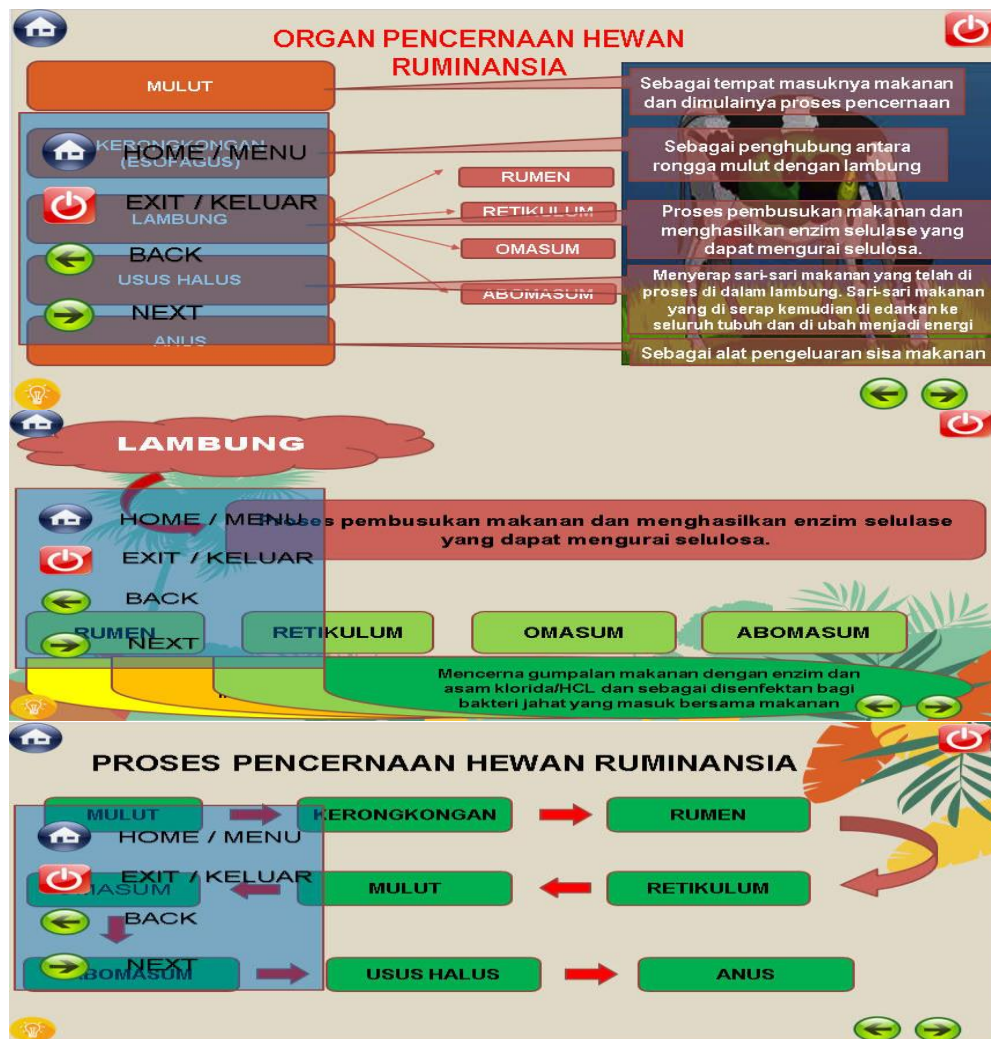 ORGAN PENCERNAAN HEWAN
RUMINANSIA
MULUT
Sebagai tempat masuknya makanan
dan dimulainya proses pencernaan
KERONGKONGAN
(ESOFAGUS)
HOME / MENU
Sebagai penghubung antara
rongga mulut dengan lambung
RUMEN
EXIT / KELUAR
LAMBUNG
RETIKULUM
Proses pembusukan makanan dan
menghasilkan enzim selulase yang
dapat mengurai selulosa.
OMASUM
BACK
USUS HALUS
ABOMASUM
Menyerap sari-sari makanan yang telah di
proses di dalam lambung. Sari-sari makanan
yang di serap kemudian di edarkan ke
seluruh tubuh dan di ubah menjadi energi
NEXT
ANUS
Sebagai alat pengeluaran sisa makanan
LAMBUNG
HOME / MENU
Proses pembusukan makanan dan menghasilkan enzim selulase
yang dapat mengurai selulosa.
EXIT / KELUAR
BACK
NEXT
RUMEN
RETIKULUM
OMASUM
ABOMASUM
Mencerna gumpalan makanan dengan enzim dan
asam klorida/HCL dan sebagai disenfektan bagi
bakteri jahat yang masuk bersama makanan
PROSES PENCERNAAN HEWAN RUMINANSIA
MULUT
KERONGKONGAN
RUMEN
HOME / MENU
EXIT / KELUAR
OMASUM
MULUT
RETIKULUM
BACK
NEXT
ABOMASUM
USUS HALUS
ANUS